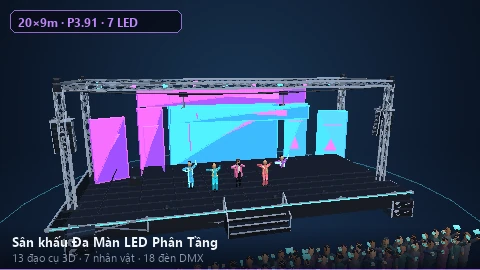 20×9m · P3.91 · 7 LED
Sân khấu Đa Màn LED Phân Tầng
13 đạo cụ 3D · 7 nhân vật · 18 đèn DMX